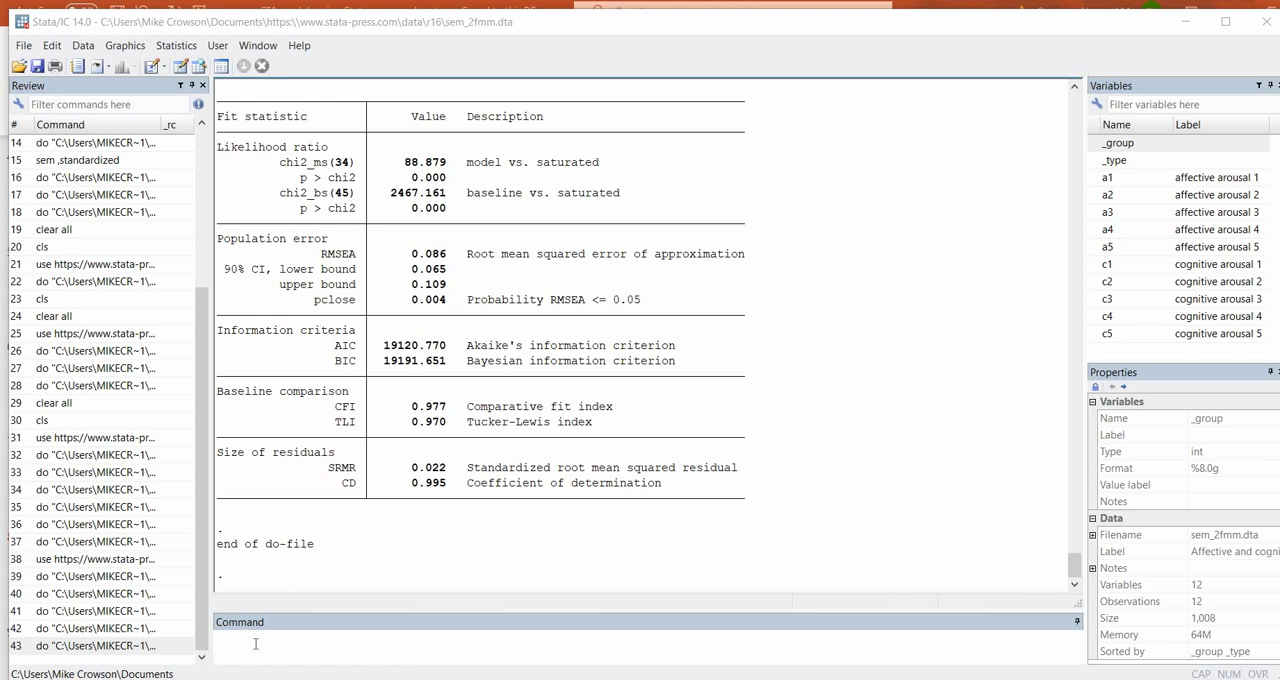 Stata/IC 14.0 - C:\Users\Mike Crowson\Documents\https:\\www.stata-press.com\data\r16\sem_2fmm.dta
File Edit Data Graphics Statistics User Window Help
Review
Filter commands here
# Command _rc
14 do "C:\Users\MIKECR~1\...
15 sem ,standardized
16 do "C:\Users\MIKECR~1\...
17 do "C:\Users\MIKECR~1\...
18 do "C:\Users\MIKECR~1\...
19 clear all
20 cls
21 use https://www.stata-pr...
22 do "C:\Users\MIKECR~1\...
23 cls
24 clear all
25 use https://www.stata-pr...
26 do "C:\Users\MIKECR~1\...
27 do "C:\Users\MIKECR~1\...
28 do "C:\Users\MIKECR~1\...
29 clear all
30 cls
31 use https://www.stata-pr...
32 do "C:\Users\MIKECR~1\...
33 do "C:\Users\MIKECR~1\...
34 do "C:\Users\MIKECR~1\...
35 do "C:\Users\MIKECR~1\...
36 do "C:\Users\MIKECR~1\...
37 do "C:\Users\MIKECR~1\...
38 use https://www.stata-pr...
39 do "C:\Users\MIKECR~1\...
40 do "C:\Users\MIKECR~1\...
41 do "C:\Users\MIKECR~1\...
42 do "C:\Users\MIKECR~1\...
43 do "C:\Users\MIKECR~1\...
Fit statistic Value Description
Likelihood ratio
chi2_ms(34) 88.879 model vs. saturated
p > chi2 0.000
chi2_bs(45) 2467.161 baseline vs. saturated
p > chi2 0.000
Population error
RMSEA 0.086 Root mean squared error of approximation
90% CI, lower bound 0.065
upper bound 0.109
pclose 0.004 Probability RMSEA <= 0.05
Information criteria
AIC 19120.770 Akaike's information criterion
BIC 19191.651 Bayesian information criterion
Baseline comparison
CFI 0.977 Comparative fit index
TLI 0.970 Tucker-Lewis index
Size of residuals
SRMR 0.022 Standardized root mean squared residual
CD 0.995 Coefficient of determination
.
end of do-file
.
Command
Variables
Filter variables here
Name Label
_group
_type
a1 affective arousal 1
a2 affective arousal 2
a3 affective arousal 3
a4 affective arousal 4
a5 affective arousal 5
c1 cognitive arousal 1
c2 cognitive arousal 2
c3 cognitive arousal 3
c4 cognitive arousal 4
c5 cognitive arousal 5
Properties
Variables
Name _group
Label
Type int
Format %8.0g
Value label
Notes
Data
Filename sem_2fmm.dta
Label Affective and cogni
Notes
Variables 12
Observations 12
Size 1,008
Memory 64M
Sorted by _group _type
C:\Users\Mike Crowson\Documents
CAP NUM OVR